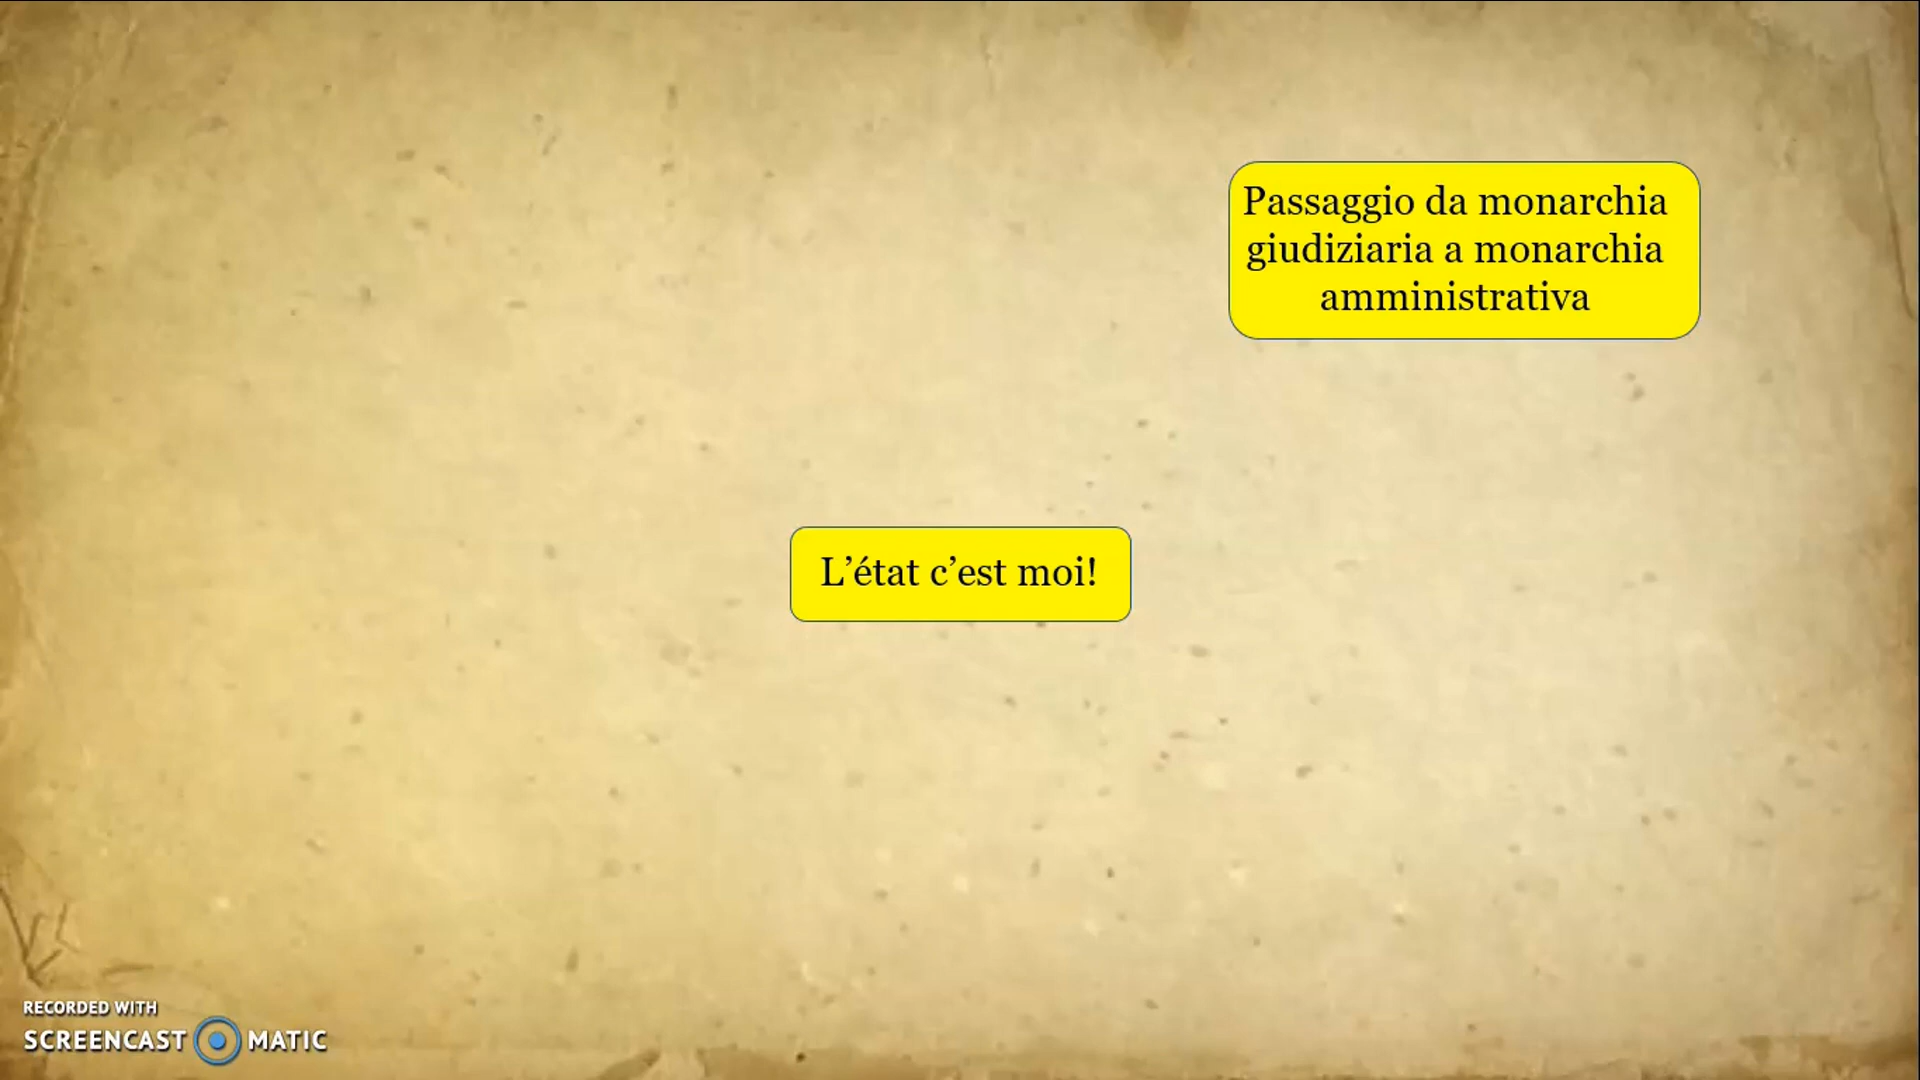 Passaggio da monarchia
giudiziaria a monarchia
amministrativa
L’état c’est moi!
RECORDED WITH
SCREENCAST MATIC